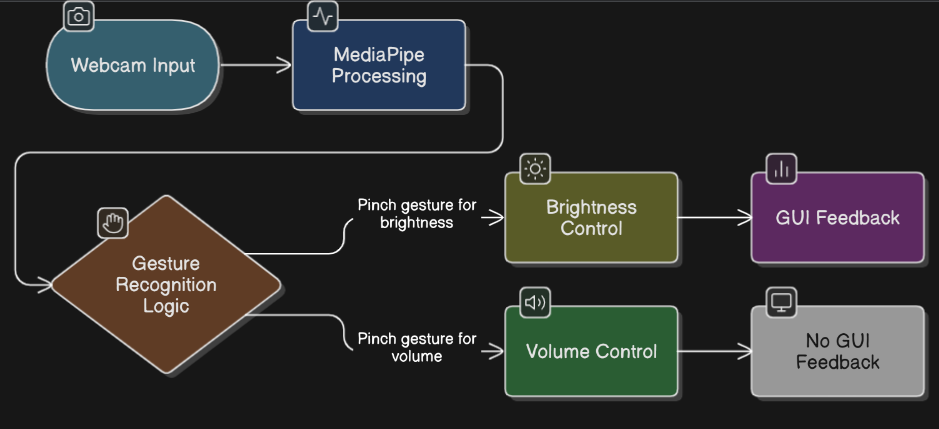 Webcam Input
MediaPipe
Processing
Gesture
Recognition
Logic
Pinch gesture for
brightness
Brightness
Control
GUI Feedback
Pinch gesture for
volume
Volume Control
No GUI
Feedback